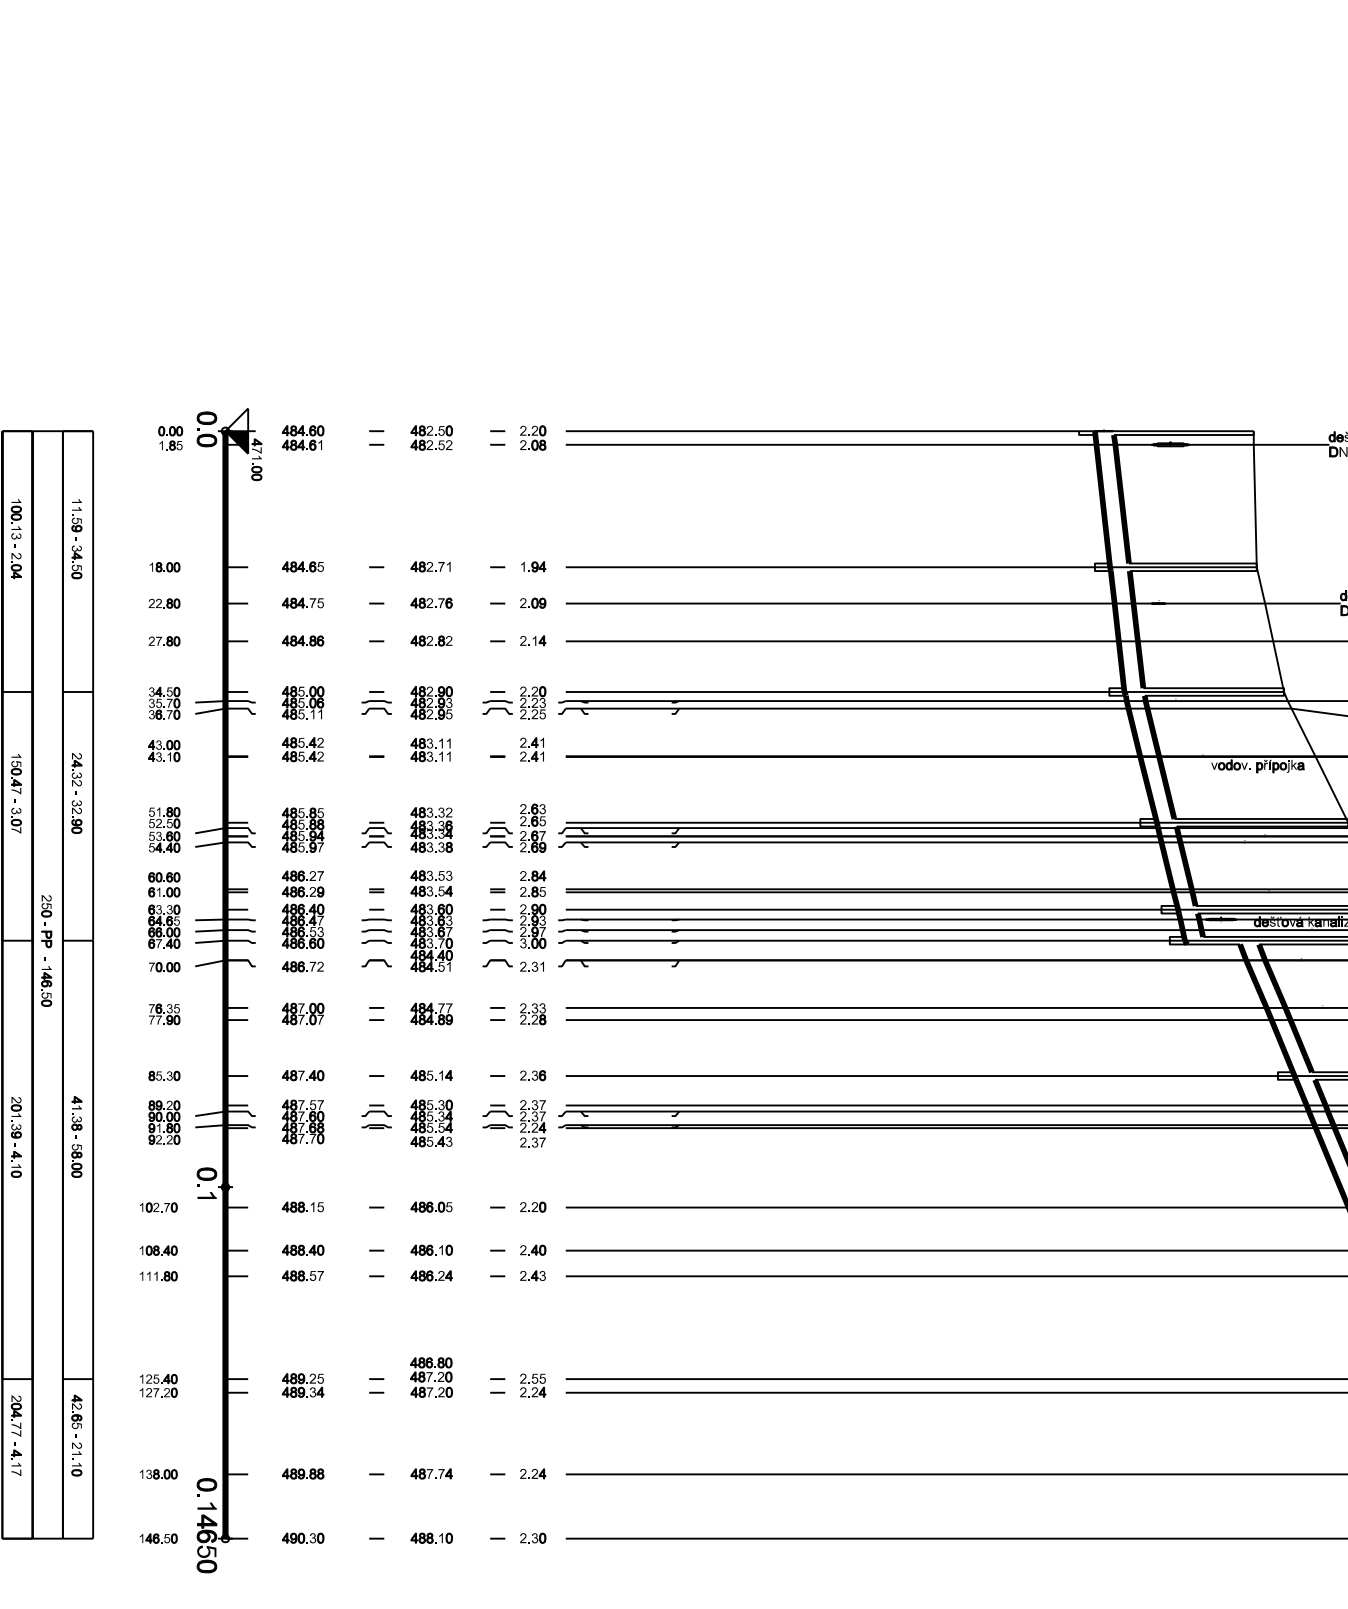 0.00 484.60 482.50 2.20
1.85 484.61 482.52 2.08
18.00 484.65 482.71 1.94
22.80 484.75 482.76 2.09
27.80 484.86 482.82 2.14
34.50 485.00 482.90 2.20
35.70 485.06 482.93 2.23
36.70 485.11 482.95 2.25
43.00 485.42 483.11 2.41
43.10 485.42 483.11 2.41
51.80 485.85 483.32 2.63
52.50 485.88 483.36 2.65
53.60 485.94 483.34 2.67
54.40 485.97 483.38 2.69
60.60 486.27 483.53 2.84
61.00 486.29 483.54 2.85
63.30 486.40 483.60 2.90
64.65 486.47 483.63 2.93
66.00 486.53 483.67 2.97
67.40 486.60 483.70 3.00
484.40
70.00 486.72 484.51 2.31
76.35 487.00 484.77 2.33
77.90 487.07 484.89 2.28
85.30 487.40 485.14 2.36
89.20 487.57 485.30 2.37
90.00 487.60 485.34 2.37
91.80 487.68 485.54 2.24
92.20 487.70 485.43 2.37
102.70 488.15 486.05 2.20
108.40 488.40 486.10 2.40
111.80 488.57 486.24 2.43
486.80
125.40 489.25 487.20 2.55
127.20 489.34 487.20 2.24
138.00 489.88 487.74 2.24
146.50 490.30 488.10 2.30
0.0
471.00
0.1
0.14650
11.59 - 34.50
24.32 - 32.90
41.38 - 58.00
42.65 - 21.10
250 - PP - 146.50
100.13 - 2.04
150.47 - 3.07
201.39 - 4.10
204.77 - 4.17
deš
DN
d
D
vodov. přípojka
dešťová kanaliz